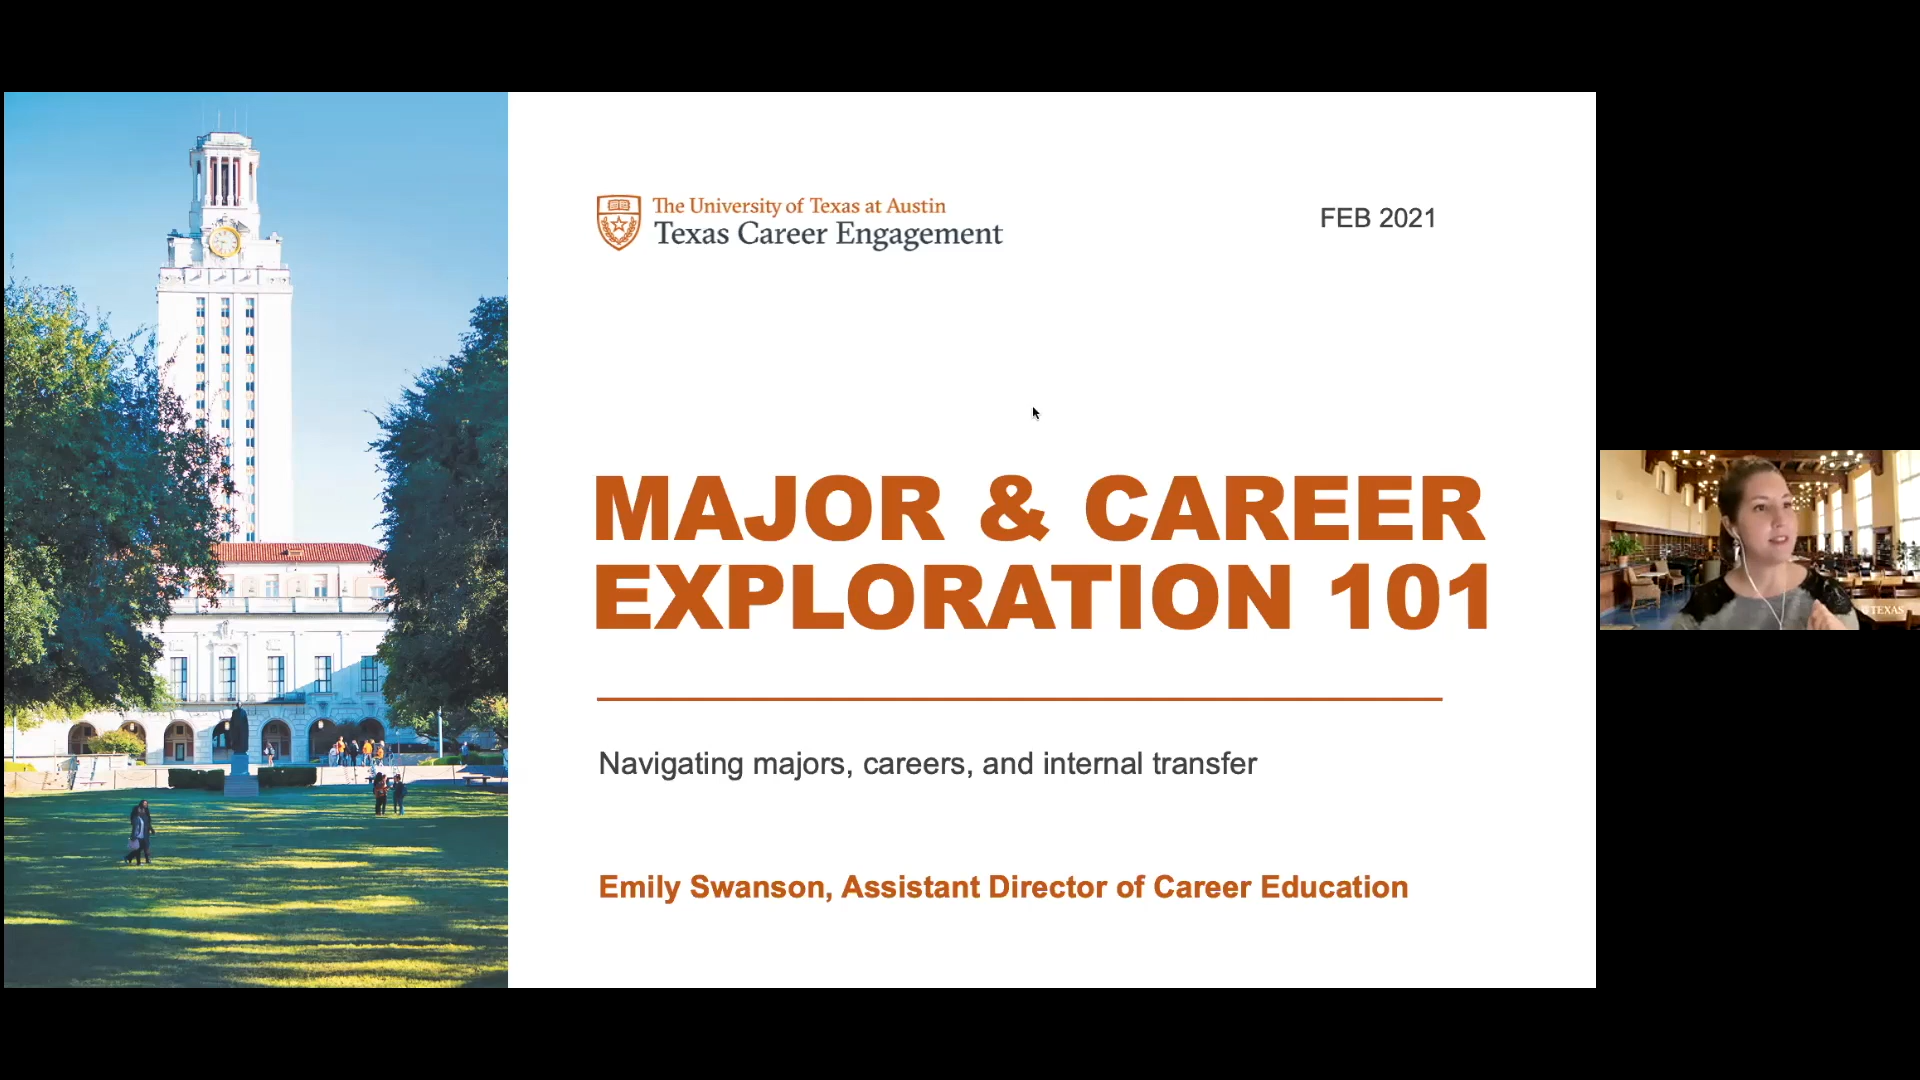 The University of Texas at Austin
Texas Career Engagement
FEB 2021
MAJOR & CAREER
EXPLORATION 101
Navigating majors, careers, and internal transfer
Emily Swanson, Assistant Director of Career Education
TEXAS